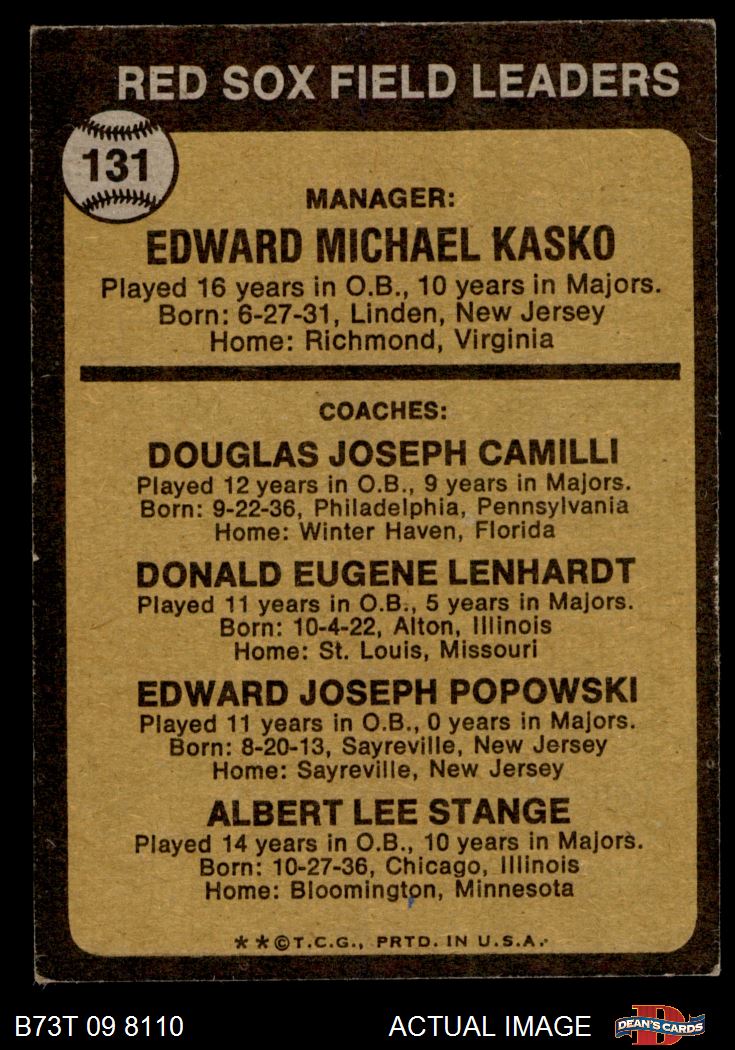 RED SOX FIELD LEADERS
131
MANAGER:
EDWARD MICHAEL KASKO
Played 16 years in O.B., 10 years in Majors.
Born: 6-27-31, Linden, New Jersey
Home: Richmond, Virginia
COACHES:
DOUGLAS JOSEPH CAMILLI
Played 12 years in O.B., 9 years in Majors.
Born: 9-22-36, Philadelphia, Pennsylvania
Home: Winter Haven, Florida
DONALD EUGENE LENHARDT
Played 11 years in O.B., 5 years in Majors.
Born: 10-4-22, Alton, Illinois
Home: St. Louis, Missouri
EDWARD JOSEPH POPOWSKI
Played 11 years in O.B., 0 years in Majors.
Born: 8-20-13, Sayreville, New Jersey
Home: Sayreville, New Jersey
ALBERT LEE STANGE
Played 14 years in O.B., 10 years in Majors.
Born: 10-27-36, Chicago, Illinois
Home: Bloomington, Minnesota
**©T.C.G., PRTD. IN U.S.A.
B73T 09 8110 ACTUAL IMAGE DEAN'S CARDS